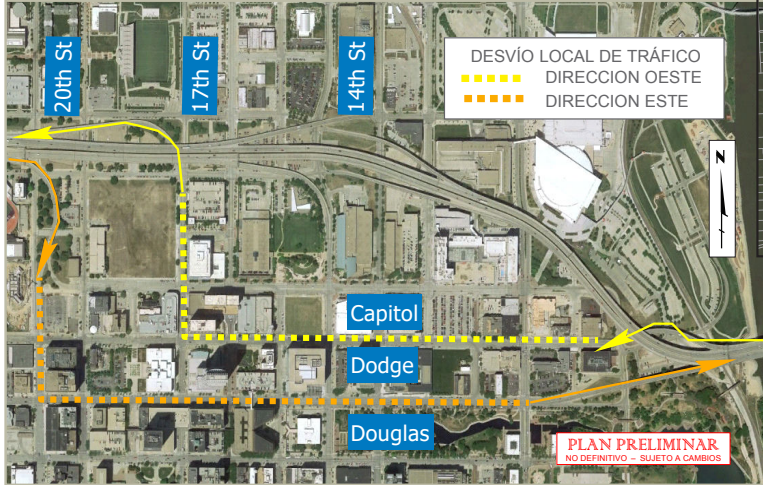 20th St
17th St
14th St
DESVÍO LOCAL DE TRÁFICO
DIRECCION OESTE
DIRECCION ESTE
N
Capitol
Dodge
Douglas
PLAN PRELIMINAR
NO DEFINITIVO – SUJETO A CAMBIOS